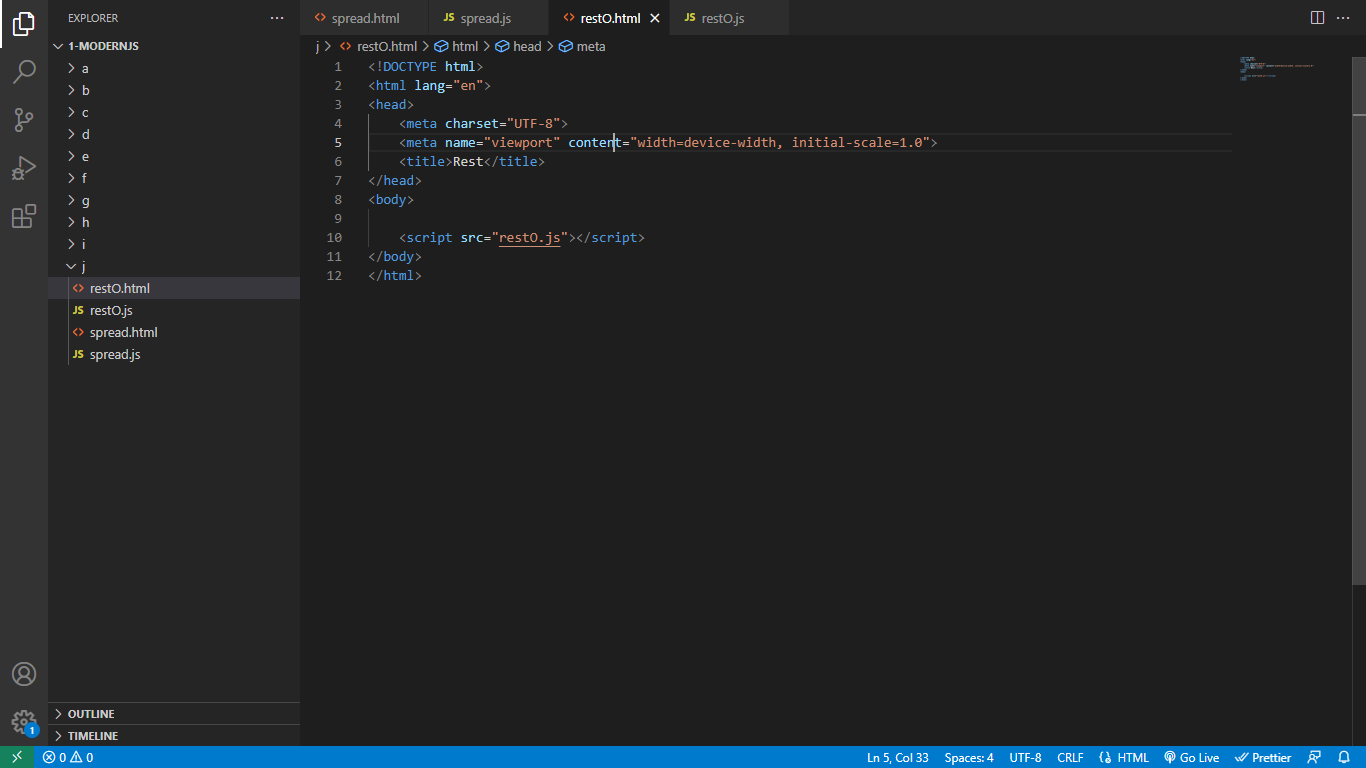 EXPLORER
1-MODERNJS
a
b
c
d
e
f
g
h
i
j
restO.html
JS restO.js
spread.html
JS spread.js
OUTLINE
TIMELINE
spread.html
JS spread.js
restO.html
JS restO.js
j > restO.html > html > head > meta
1 <!DOCTYPE html>
2 <html lang="en">
3 <head>
4 <meta charset="UTF-8">
5 <meta name="viewport" content="width=device-width, initial-scale=1.0">
6 <title>Rest</title>
7 </head>
8 <body>
9
10 <script src="restO.js"></script>
11 </body>
12 </html>
1
0 0
Ln 5, Col 33
Spaces: 4
UTF-8
CRLF
HTML
Go Live
Prettier